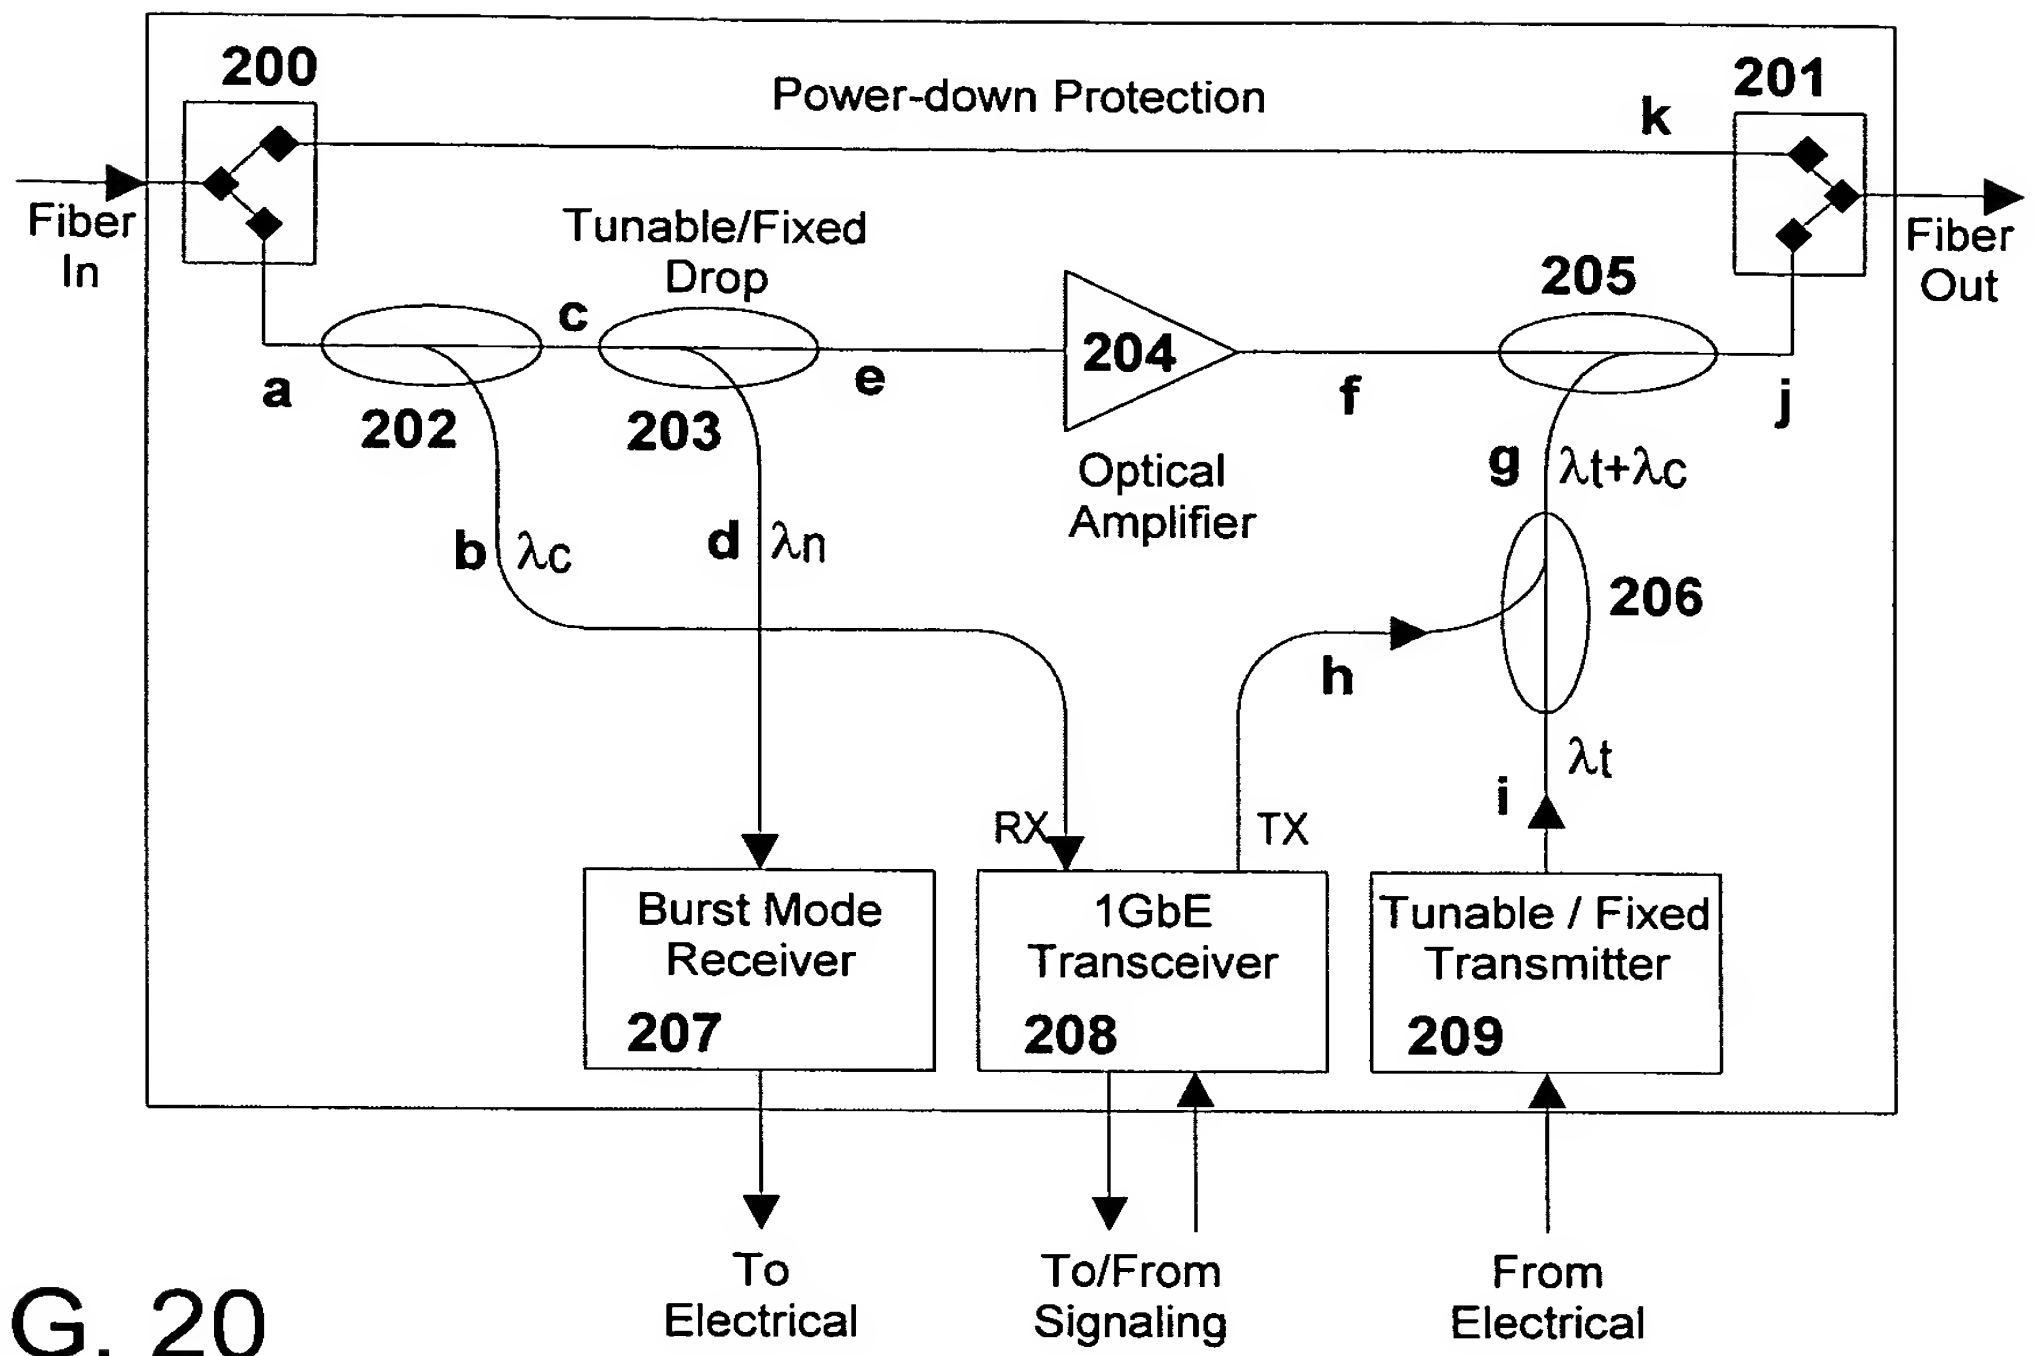 200
Power-down Protection
201
k
Fiber
In
Tunable/Fixed
Drop
Fiber
Out
205
c
204
a
202
203
e
f
j
Optical
Amplifier
g
λt+λc
b
λc
d
λn
206
h
λt
i
RX
TX
Burst Mode
Receiver
207
1GbE
Transceiver
208
Tunable / Fixed
Transmitter
209
To
Electrical
To/From
Signaling
From
Electrical
G. 20